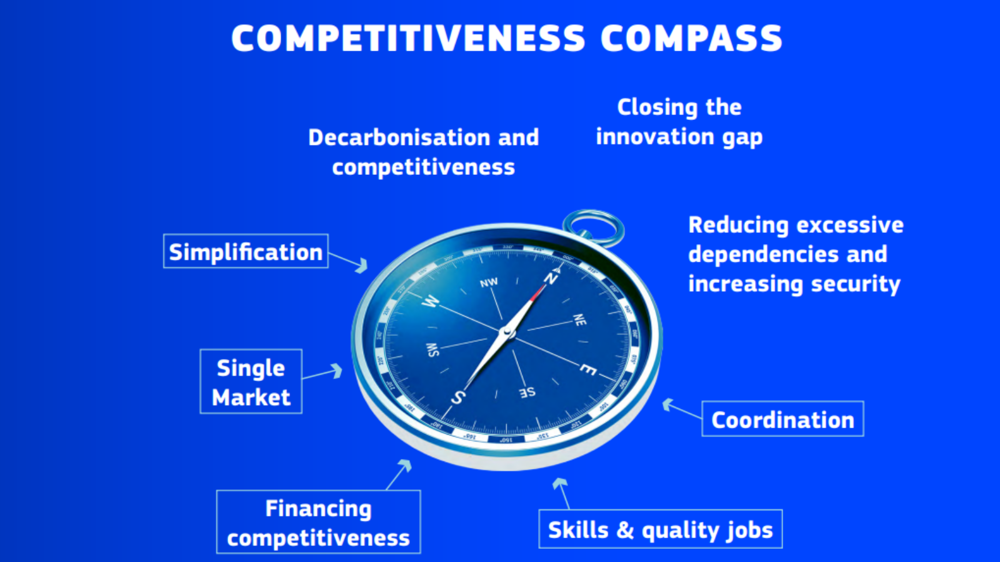 COMPETITIVENESS COMPASS
Closing the
innovation gap
Decarbonisation and
competitiveness
Reducing excessive
dependencies and
increasing security
Simplification
N
NW
W
NE
SW
E
S
SE
Single
Market
Coordination
Financing
competitiveness
Skills & quality jobs